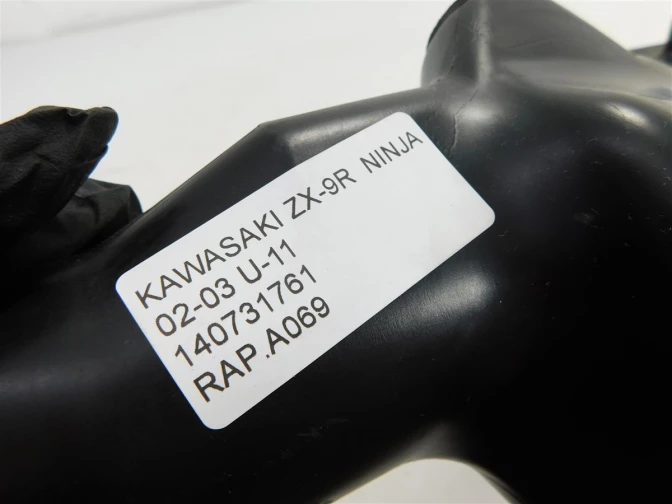 KAWASAKI ZX-9R NINJA
02-03 U-11
140731761
RAP.A069